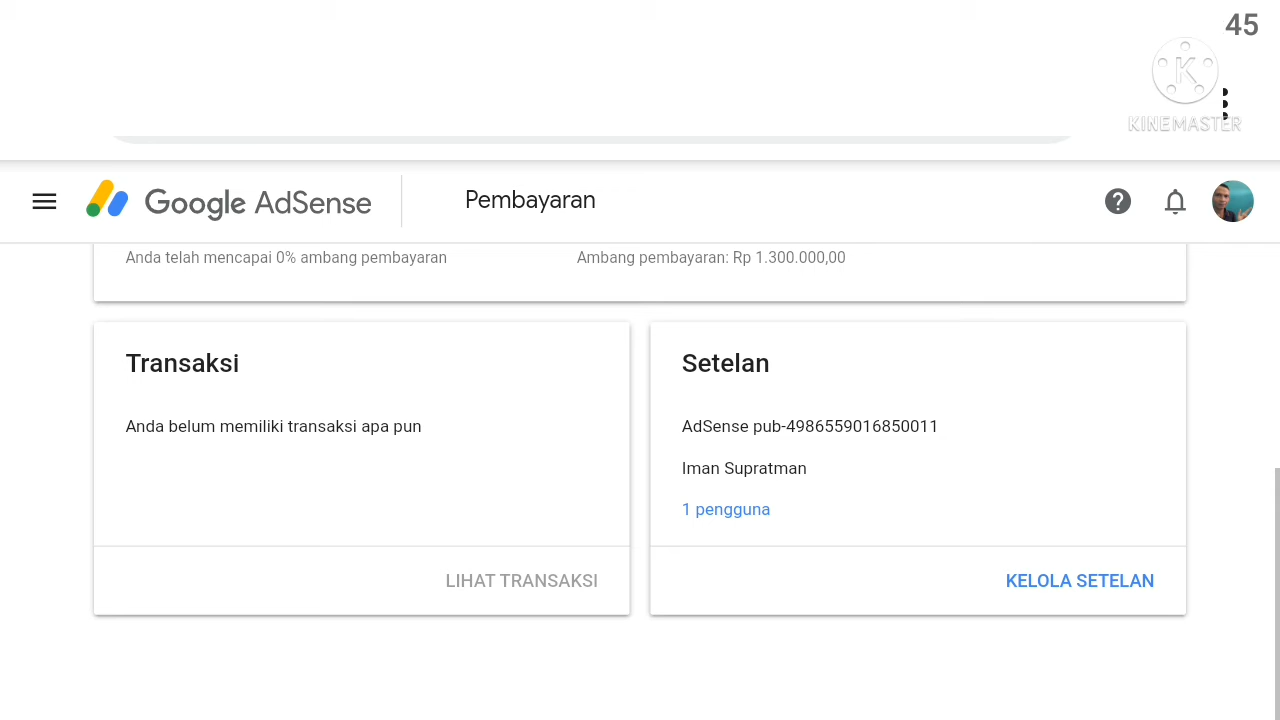 45
K
KINEMASTER
Google AdSense
Pembayaran
Anda telah mencapai 0% ambang pembayaran
Ambang pembayaran: Rp 1.300.000,00
Transaksi
Anda belum memiliki transaksi apa pun
LIHAT TRANSAKSI
Setelan
AdSense pub-4986559016850011
Iman Supratman
1 pengguna
KELOLA SETELAN